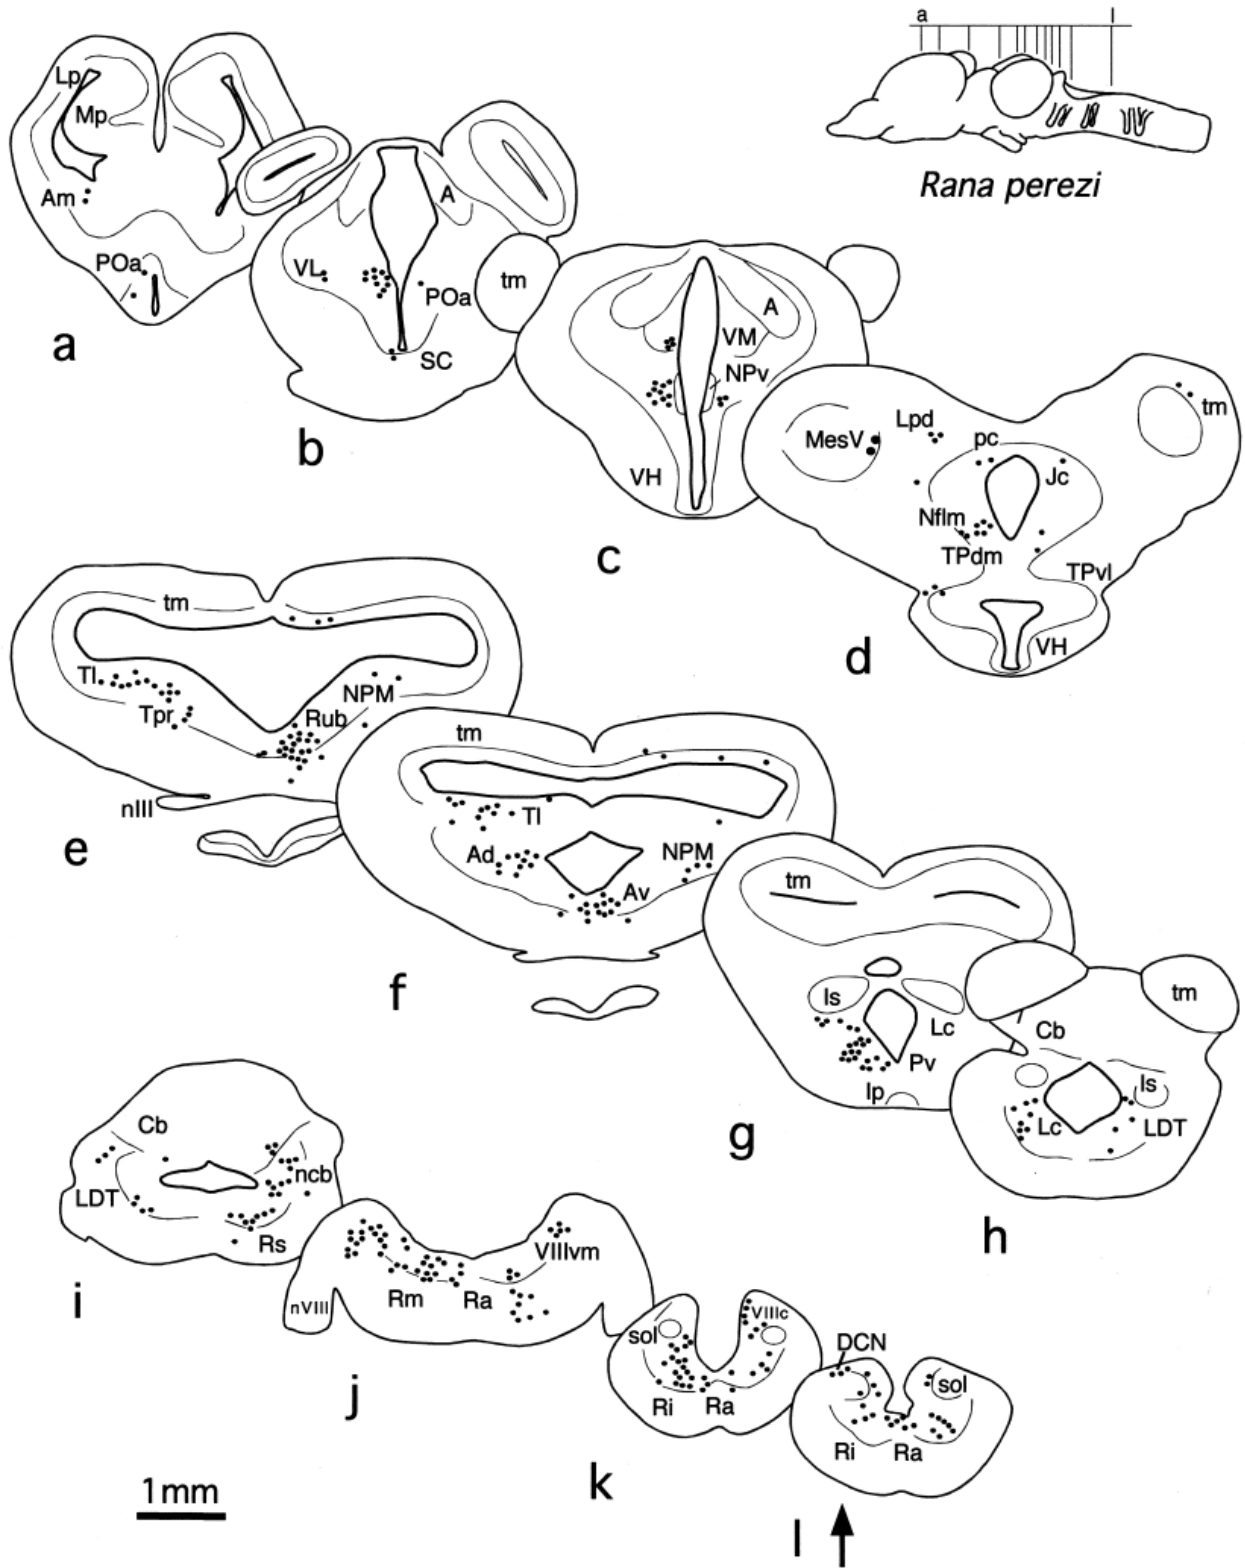 a l
Rana perezi
Lp
Mp
Am
POa
a
A
VL
POa
tm
SC
b
A
VM
NPv
VH
c
MesV
Lpd
pc
Jc
tm
Nflm
TPdm
TPvl
VH
d
tm
Tl
Tpr
NPM
Rub
nIII
e
tm
Tl
Ad
NPM
Av
f
tm
Is
Lc
Pv
Ip
g
tm
Cb
Is
Lc
LDT
h
Cb
LDT
ncb
Rs
i
VIIIvm
nVIII
Rm
Ra
j
VIIIc
sol
Ri
Ra
k
DCN
sol
Ri
Ra
l
1mm